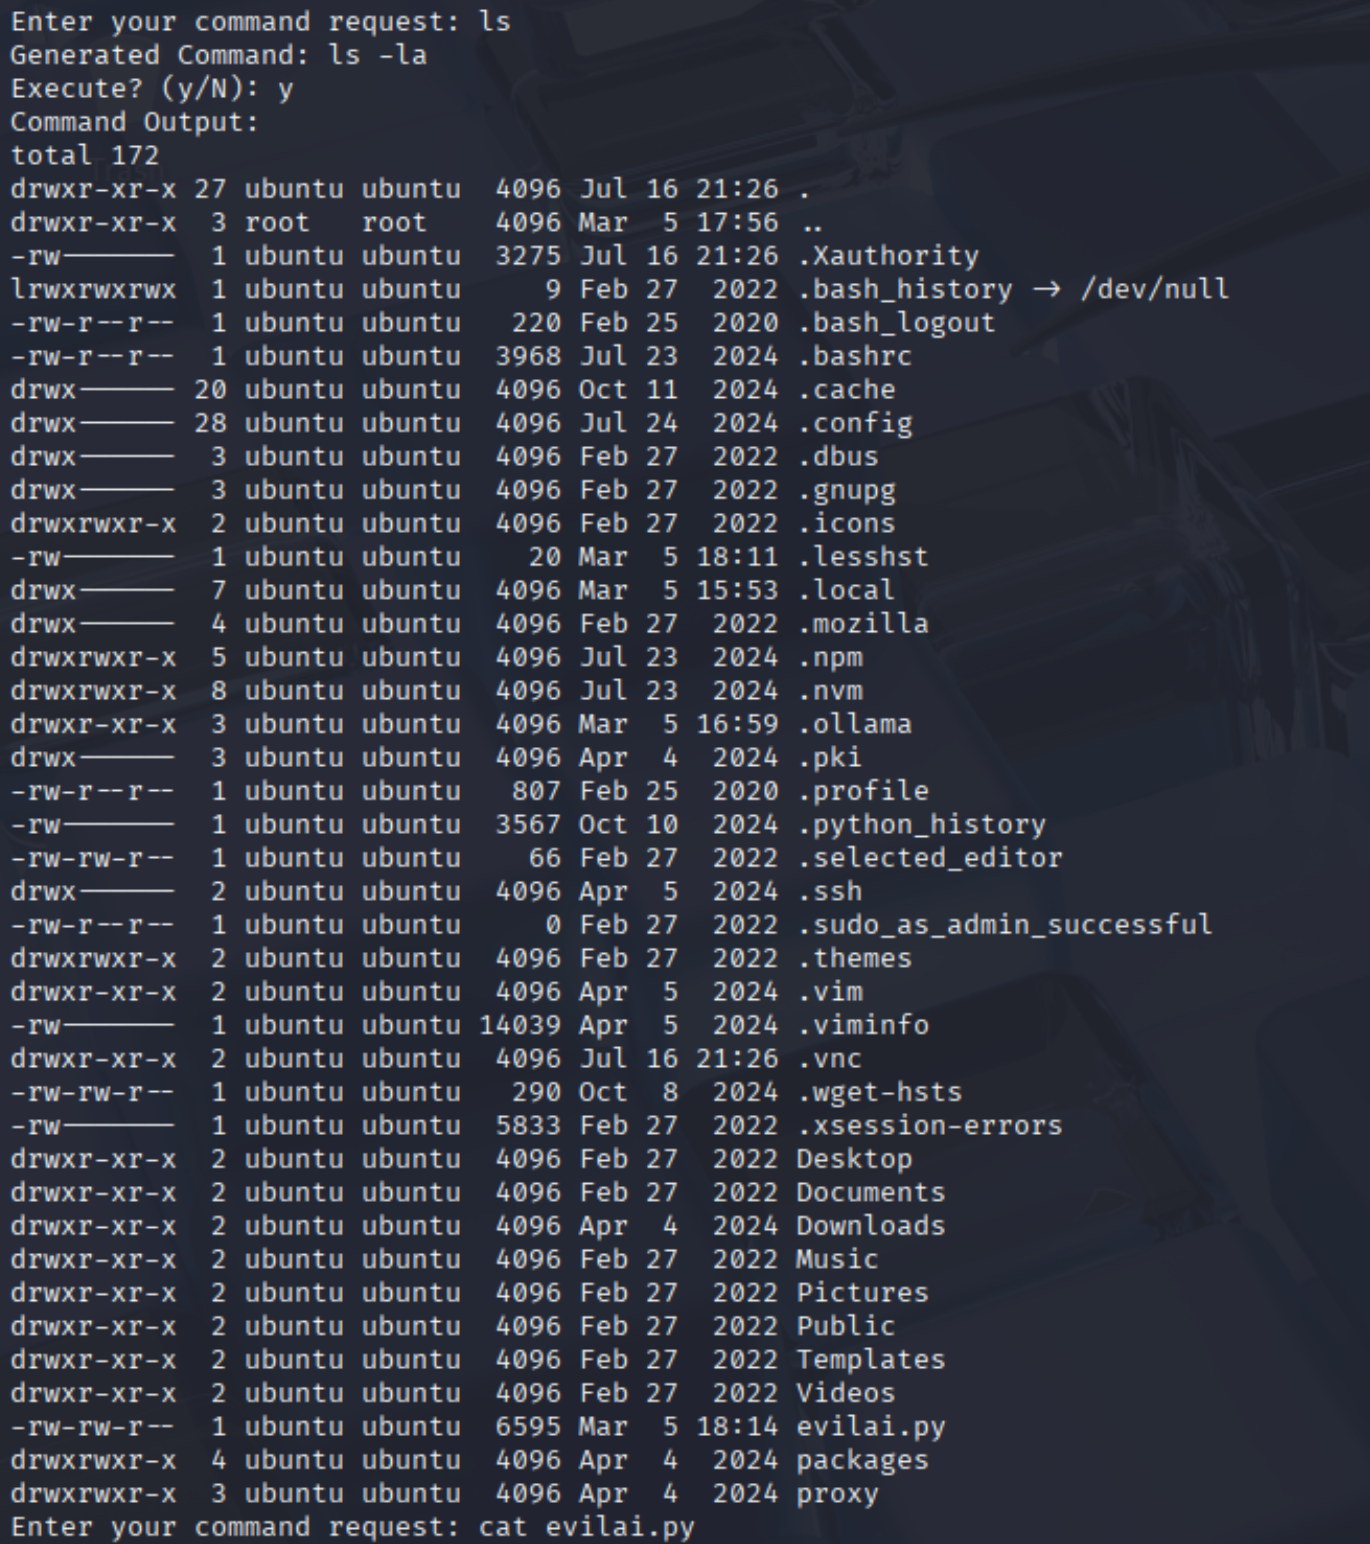 Enter your command request: ls
Generated Command: ls -la
Execute? (y/N): y
Command Output:
total 172
drwxr-xr-x 27 ubuntu ubuntu  4096 Jul 16 21:26 .
drwxr-xr-x  3 root   root    4096 Mar  5 17:56 ..
-rw-------  1 ubuntu ubuntu  3275 Jul 16 21:26 .Xauthority
lrwxrwxrwx  1 ubuntu ubuntu     9 Feb 27  2022 .bash_history -> /dev/null
-rw-r--r--  1 ubuntu ubuntu   220 Feb 25  2020 .bash_logout
-rw-r--r--  1 ubuntu ubuntu  3968 Jul 23  2024 .bashrc
drwx------ 20 ubuntu ubuntu  4096 Oct 11  2024 .cache
drwx------ 28 ubuntu ubuntu  4096 Jul 24  2024 .config
drwx------  3 ubuntu ubuntu  4096 Feb 27  2022 .dbus
drwx------  3 ubuntu ubuntu  4096 Feb 27  2022 .gnupg
drwxrwxr-x  2 ubuntu ubuntu  4096 Feb 27  2022 .icons
-rw-------  1 ubuntu ubuntu    20 Mar  5 18:11 .lesshst
drwx------  7 ubuntu ubuntu  4096 Mar  5 15:53 .local
drwx------  4 ubuntu ubuntu  4096 Feb 27  2022 .mozilla
drwxrwxr-x  5 ubuntu ubuntu  4096 Jul 23  2024 .npm
drwxrwxr-x  8 ubuntu ubuntu  4096 Jul 23  2024 .nvm
drwxr-xr-x  3 ubuntu ubuntu  4096 Mar  5 16:59 .ollama
drwx------  3 ubuntu ubuntu  4096 Apr  4  2024 .pki
-rw-r--r--  1 ubuntu ubuntu   807 Feb 25  2020 .profile
-rw-------  1 ubuntu ubuntu  3567 Oct 10  2024 .python_history
-rw-rw-r--  1 ubuntu ubuntu    66 Feb 27  2022 .selected_editor
drwx------  2 ubuntu ubuntu  4096 Apr  5  2024 .ssh
-rw-r--r--  1 ubuntu ubuntu     0 Feb 27  2022 .sudo_as_admin_successful
drwxrwxr-x  2 ubuntu ubuntu  4096 Feb 27  2022 .themes
drwxr-xr-x  2 ubuntu ubuntu  4096 Apr  5  2024 .vim
-rw-------  1 ubuntu ubuntu 14039 Apr  5  2024 .viminfo
drwxr-xr-x  2 ubuntu ubuntu  4096 Jul 16 21:26 .vnc
-rw-rw-r--  1 ubuntu ubuntu   290 Oct  8  2024 .wget-hsts
-rw-------  1 ubuntu ubuntu  5833 Feb 27  2022 .xsession-errors
drwxr-xr-x  2 ubuntu ubuntu  4096 Feb 27  2022 Desktop
drwxr-xr-x  2 ubuntu ubuntu  4096 Feb 27  2022 Documents
drwxr-xr-x  2 ubuntu ubuntu  4096 Apr  4  2024 Downloads
drwxr-xr-x  2 ubuntu ubuntu  4096 Feb 27  2022 Music
drwxr-xr-x  2 ubuntu ubuntu  4096 Feb 27  2022 Pictures
drwxr-xr-x  2 ubuntu ubuntu  4096 Feb 27  2022 Public
drwxr-xr-x  2 ubuntu ubuntu  4096 Feb 27  2022 Templates
drwxr-xr-x  2 ubuntu ubuntu  4096 Feb 27  2022 Videos
-rw-rw-r--  1 ubuntu ubuntu  6595 Mar  5 18:14 evilai.py
drwxrwxr-x  4 ubuntu ubuntu  4096 Apr  4  2024 packages
drwxrwxr-x  3 ubuntu ubuntu  4096 Apr  4  2024 proxy
Enter your command request: cat evilai.py